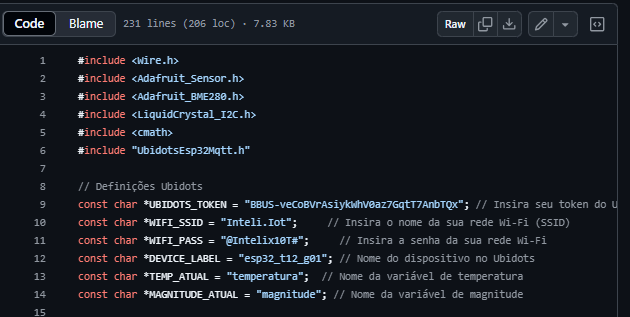 Code Blame 231 lines (206 loc) · 7.83 KB Raw
1 #include <Wire.h>
2 #include <Adafruit_Sensor.h>
3 #include <Adafruit_BME280.h>
4 #include <LiquidCrystal_I2C.h>
5 #include <cmath>
6 #include "UbidotsEsp32Mqtt.h"
7
8 // Definições Ubidots
9 const char *UBIDOTS_TOKEN = "BBUS-veCoBVrAsiykWhV0az7GqtT7AnbTQx"; // Insira seu token do U
10 const char *WIFI_SSID = "Inteli.Iot"; // Insira o nome da sua rede Wi-Fi (SSID)
11 const char *WIFI_PASS = "@Intelix10T#"; // Insira a senha da sua rede Wi-Fi
12 const char *DEVICE_LABEL = "esp32_t12_g01"; // Nome do dispositivo no Ubidots
13 const char *TEMP_ATUAL = "temperatura"; // Nome da variável de temperatura
14 const char *MAGNITUDE_ATUAL = "magnitude"; // Nome da variável de magnitude
15